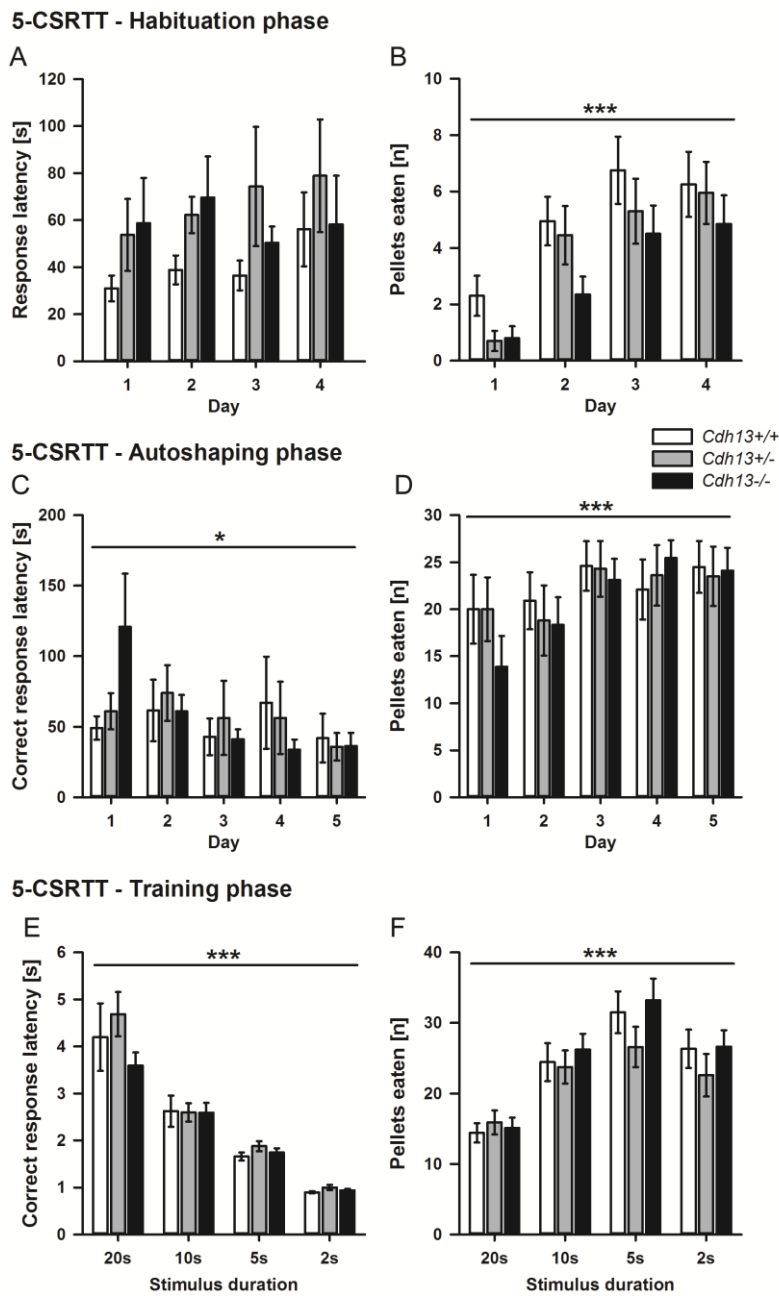 5-CSRTT - Habituation phase
A
B
Response latency [s]
120
100
80
60
40
20
0
1 2 3 4
Day
Pellets eaten [n]
10
8
6
4
2
0
***
1 2 3 4
Day
5-CSRTT - Autoshaping phase
Cdh13+/+
Cdh13+/-
Cdh13-/-
C
D
Correct response latency [s]
200
150
100
50
0
*
1 2 3 4 5
Day
Pellets eaten [n]
30
25
20
15
10
5
0
***
1 2 3 4 5
Day
5-CSRTT - Training phase
E
F
Correct response latency [s]
6
5
4
3
2
1
0
***
20s 10s 5s 2s
Stimulus duration
Pellets eaten [n]
40
30
20
10
0
***
20s 10s 5s 2s
Stimulus duration